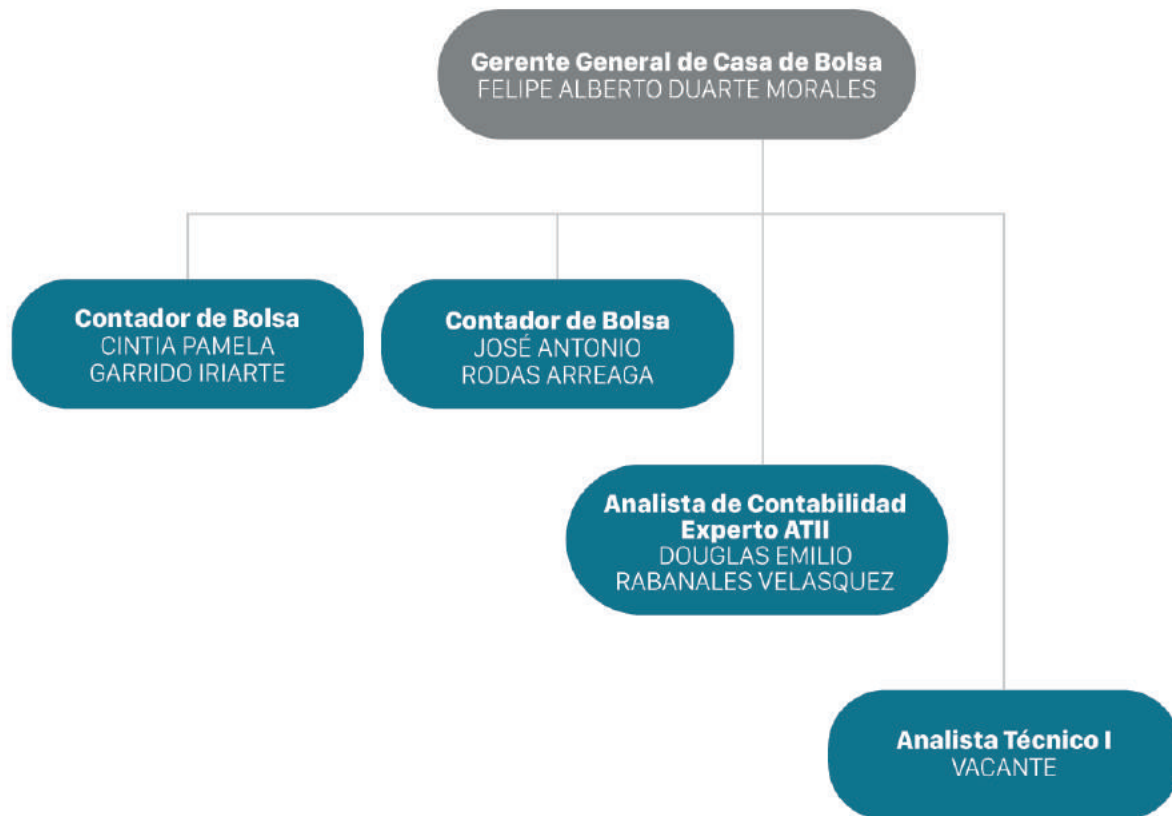 Gerente General de Casa de Bolsa
FELIPE ALBERTO DUARTE MORALES
Contador de Bolsa
CINTIA PAMELA
GARRIDO IRIARTE
Contador de Bolsa
JOSÉ ANTONIO
RODAS ARREAGA
Analista de Contabilidad
Experto ATII
DOUGLAS EMILIO
RABANALES VELASQUEZ
Analista Técnico I
VACANTE